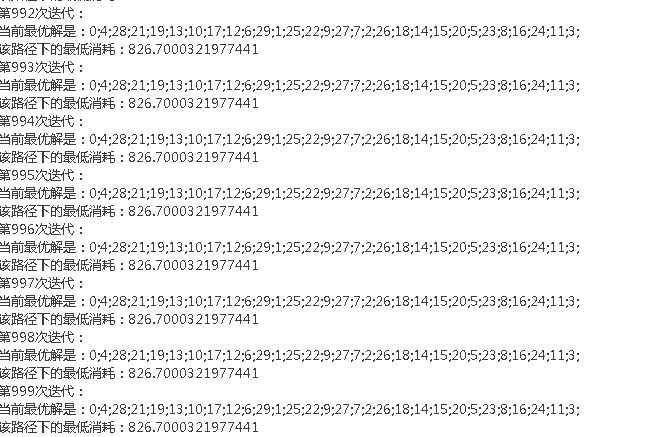 第992次迭代：
当前最优解是：0;4;28;21;19;13;10;17;12;6;29;1;25;22;9;27;7;2;26;18;14;15;20;5;23;8;16;24;11;3;
该路径下的最低消耗：826.7000321977441
第993次迭代：
当前最优解是：0;4;28;21;19;13;10;17;12;6;29;1;25;22;9;27;7;2;26;18;14;15;20;5;23;8;16;24;11;3;
该路径下的最低消耗：826.7000321977441
第994次迭代：
当前最优解是：0;4;28;21;19;13;10;17;12;6;29;1;25;22;9;27;7;2;26;18;14;15;20;5;23;8;16;24;11;3;
该路径下的最低消耗：826.7000321977441
第995次迭代：
当前最优解是：0;4;28;21;19;13;10;17;12;6;29;1;25;22;9;27;7;2;26;18;14;15;20;5;23;8;16;24;11;3;
该路径下的最低消耗：826.7000321977441
第996次迭代：
当前最优解是：0;4;28;21;19;13;10;17;12;6;29;1;25;22;9;27;7;2;26;18;14;15;20;5;23;8;16;24;11;3;
该路径下的最低消耗：826.7000321977441
第997次迭代：
当前最优解是：0;4;28;21;19;13;10;17;12;6;29;1;25;22;9;27;7;2;26;18;14;15;20;5;23;8;16;24;11;3;
该路径下的最低消耗：826.7000321977441
第998次迭代：
当前最优解是：0;4;28;21;19;13;10;17;12;6;29;1;25;22;9;27;7;2;26;18;14;15;20;5;23;8;16;24;11;3;
该路径下的最低消耗：826.7000321977441
第999次迭代：
当前最优解是：0;4;28;21;19;13;10;17;12;6;29;1;25;22;9;27;7;2;26;18;14;15;20;5;23;8;16;24;11;3;
该路径下的最低消耗：826.7000321977441